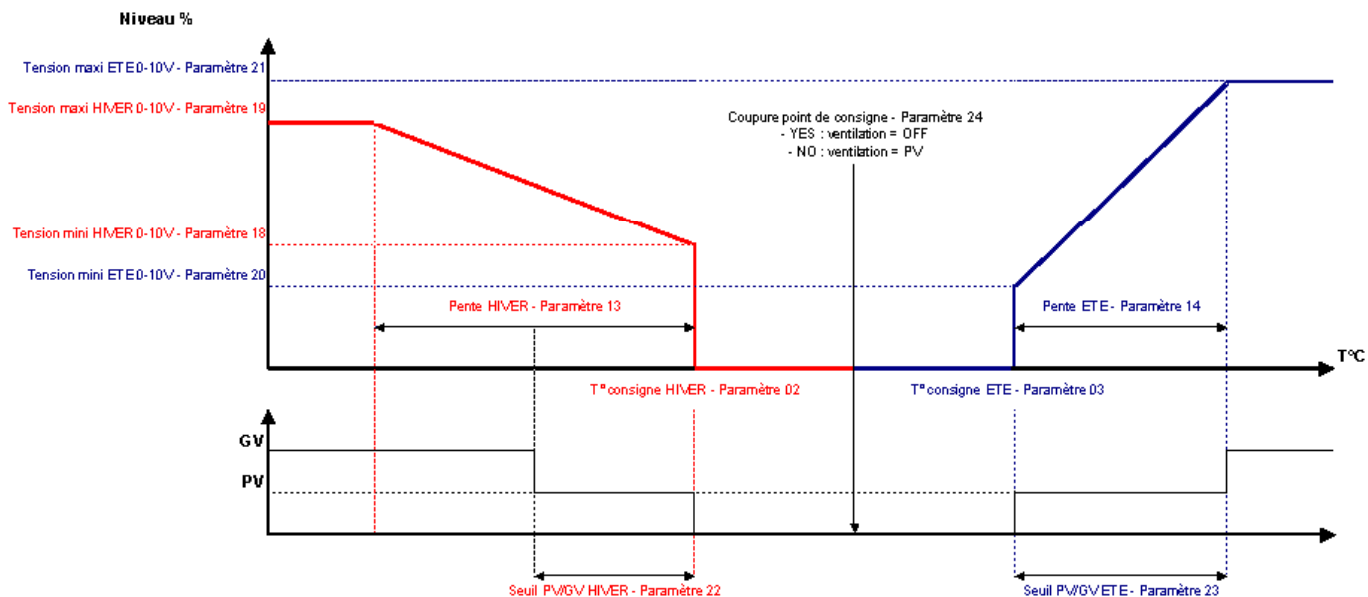 Niveau %
Tension maxi ETE 0-10V - Paramètre 21
Tension maxi HIVER 0-10V - Paramètre 19
Coupure point de consigne - Paramètre 24
- YES : ventilation = OFF
- NO : ventilation = PV
Tension mini HIVER 0-10V - Paramètre 18
Tension mini ETE 0-10V - Paramètre 20
Pente HIVER - Paramètre 13
Pente ETE - Paramètre 14
T°C
T° consigne HIVER - Paramètre 02
T° consigne ETE - Paramètre 03
GV
PV
Seuil PV/GV HIVER - Paramètre 22
Seuil PV/GV ETE - Paramètre 23